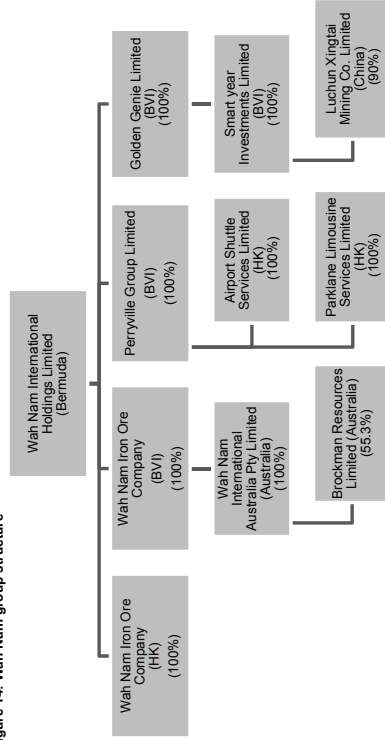 gure 14: Wah Nam group structure
Wah Nam International
Holdings Limited
(Bermuda)
Wah Nam Iron Ore
Company
(HK)
(100%)
Wah Nam Iron Ore
Company
(BVI)
(100%)
Perryville Group Limited
(BVI)
(100%)
Golden Genie Limited
(BVI)
(100%)
Wah Nam
International
Australia Pty Limited
(Australia)
(100%)
Airport Shuttle
Services Limited
(HK)
(100%)
Smart year
Investments Limited
(BVI)
(100%)
Brockman Resources
Limited (Australia)
(55.3%)
Parklane Limousine
Services Limited
(HK)
(100%)
Luchun Xingtai
Mining Co. Limited
(China)
(90%)